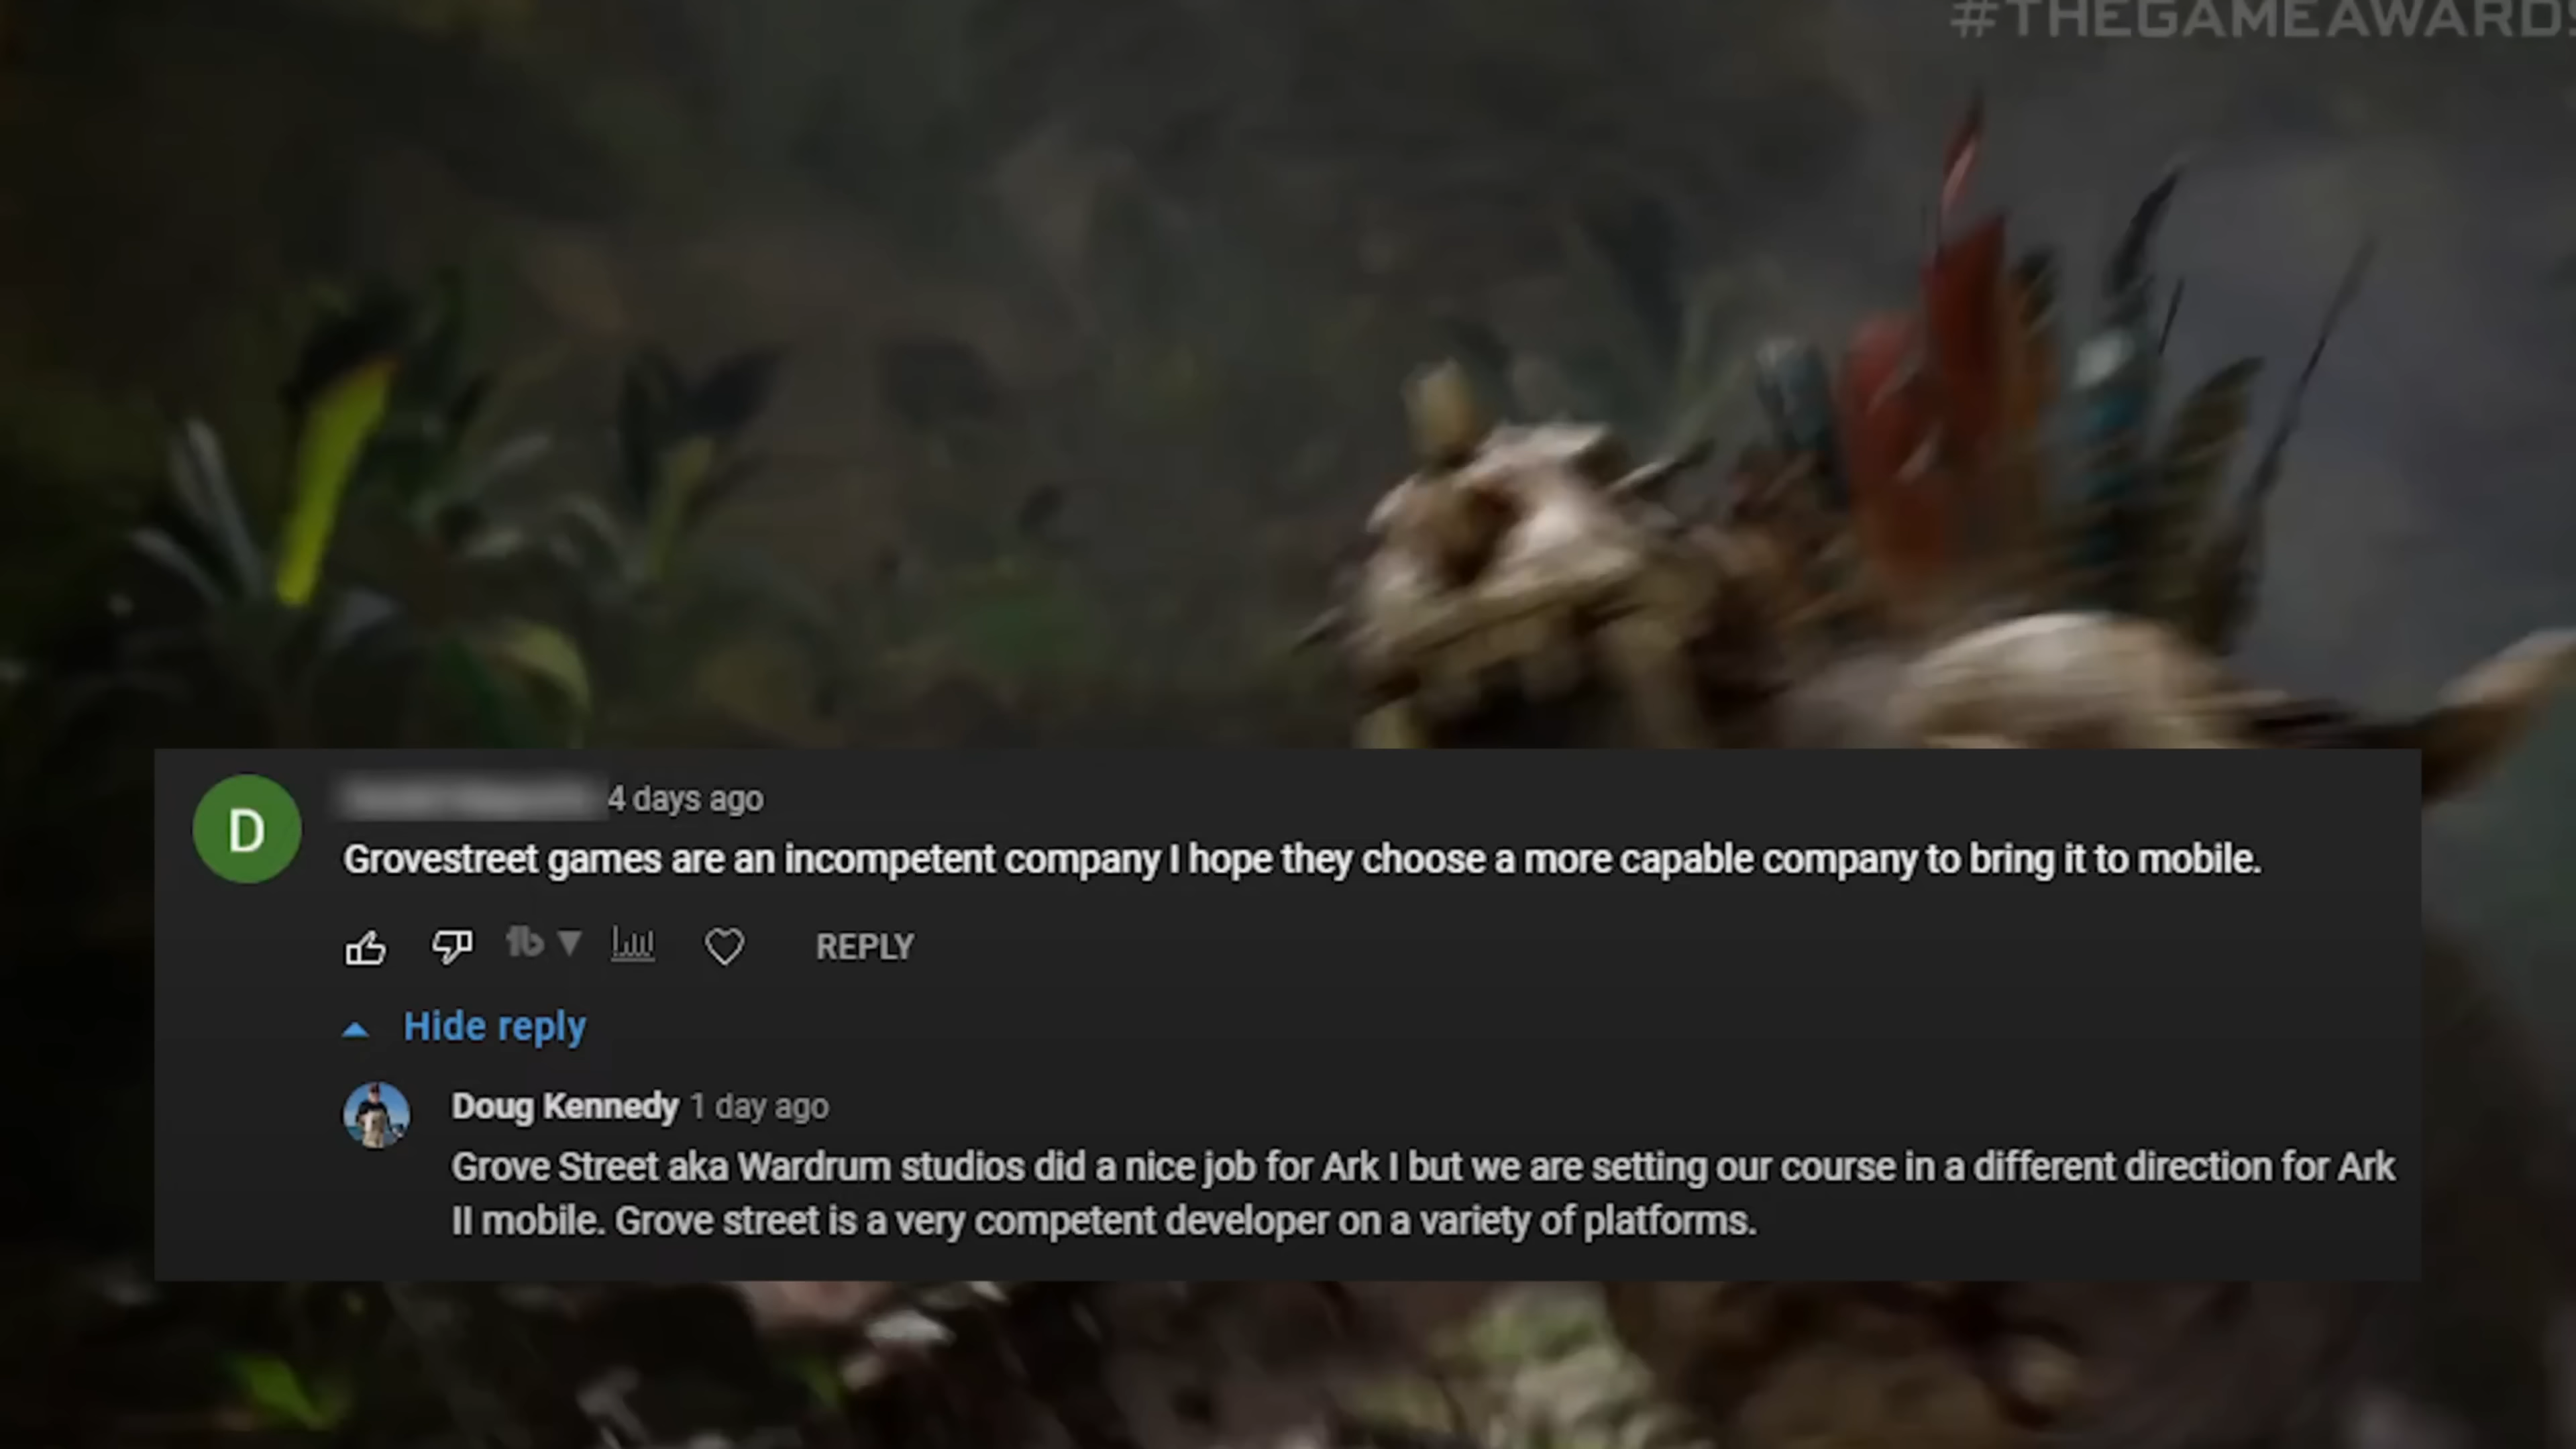 #THEGAMEAWARDS
D
4 days ago
Grovestreet games are an incompetent company I hope they choose a more capable company to bring it to mobile.
REPLY
Hide reply
Doug Kennedy 1 day ago
Grove Street aka Wardrum studios did a nice job for Ark I but we are setting our course in a different direction for Ark
II mobile. Grove street is a very competent developer on a variety of platforms.